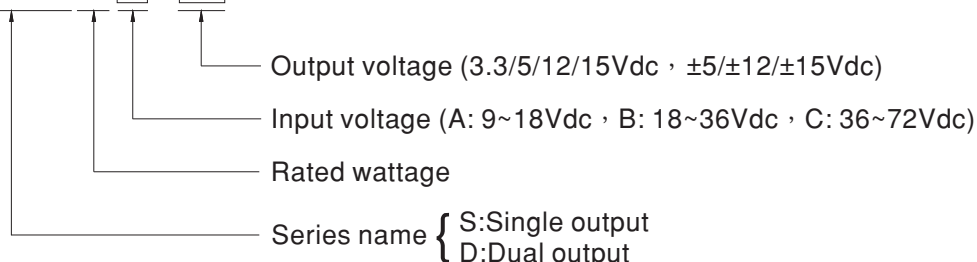 Output voltage (3.3/5/12/15Vdc，±5/±12/±15Vdc)
Input voltage (A: 9~18Vdc，B: 18~36Vdc，C: 36~72Vdc)
Rated wattage
Series name { S:Single output
D:Dual output